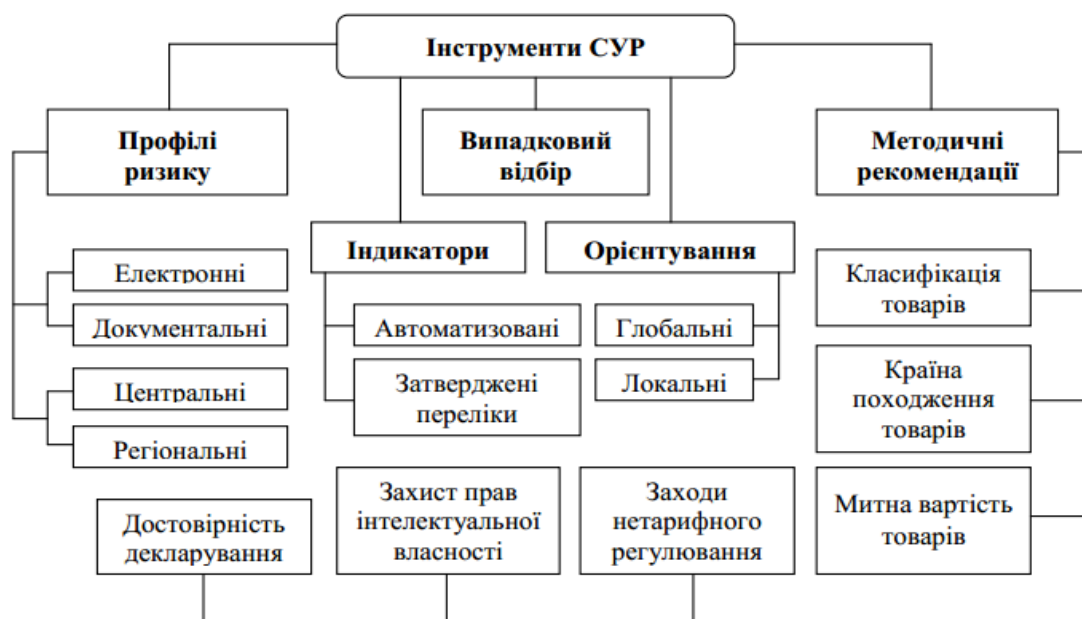 Інструменти СУР
Профілі
ризику
Випадковий
відбір
Методичні
рекомендації
Індикатори
Орієнтування
Електронні
Документальні
Центральні
Регіональні
Автоматизовані
Затверджені
переліки
Глобальні
Локальні
Класифікація
товарів
Країна
походження
товарів
Митна вартість
товарів
Достовірність
декларування
Захист прав
інтелектуальної
власності
Заходи
нетарифного
регулювання